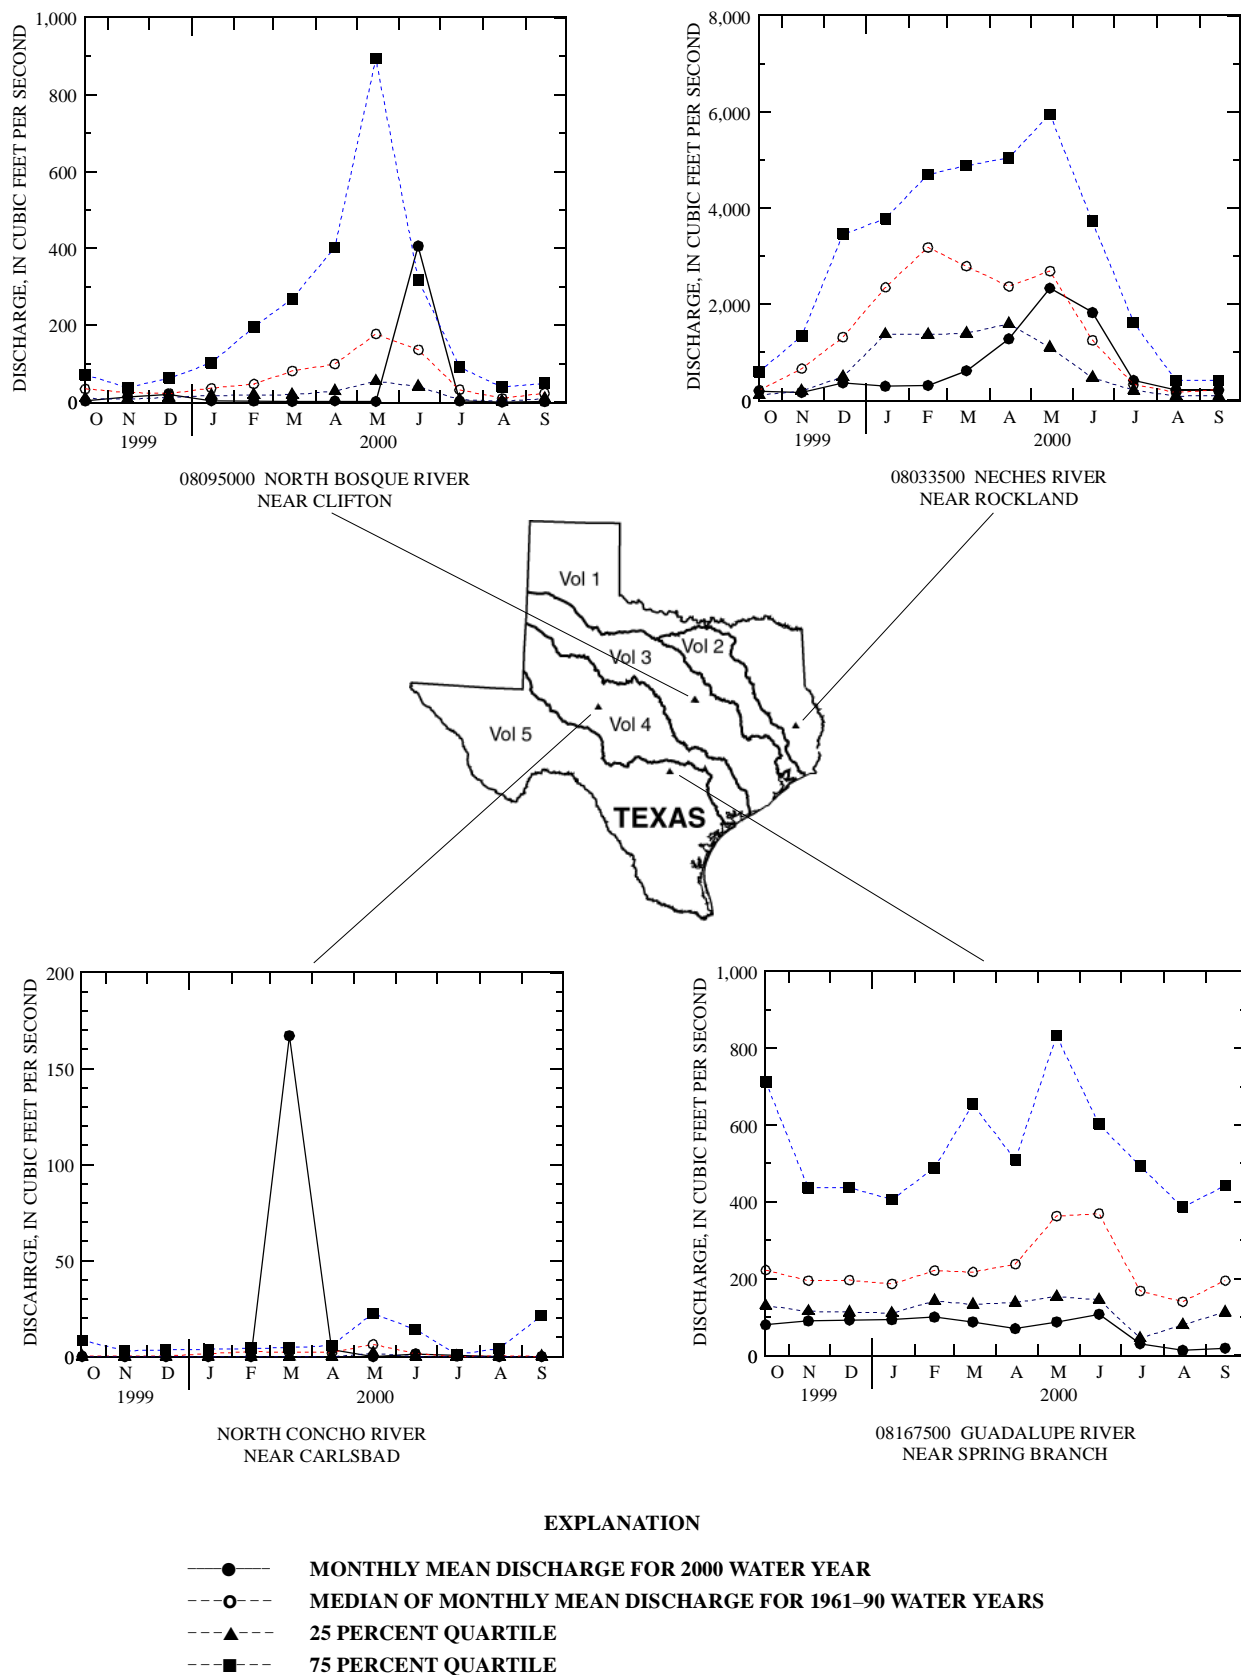 DISCHARGE, IN CUBIC FEET PER SECOND
1,000
800
600
400
200
0
O N D J F M A M J J A S
1999 2000
08095000 NORTH BOSQUE RIVER
NEAR CLIFTON
DISCHARGE, IN CUBIC FEET PER SECOND
8,000
6,000
4,000
2,000
0
O N D J F M A M J J A S
1999 2000
08033500 NECHES RIVER
NEAR ROCKLAND
Vol 1
Vol 2
Vol 3
Vol 4
Vol 5
TEXAS
DISCAHRGE, IN CUBIC FEET PER SECOND
200
150
100
50
0
O N D J F M A M J J A S
1999 2000
NORTH CONCHO RIVER
NEAR CARLSBAD
DISCHARGE, IN CUBIC FEET PER SECOND
1,000
800
600
400
200
0
O N D J F M A M J J A S
1999 2000
08167500 GUADALUPE RIVER
NEAR SPRING BRANCH
EXPLANATION
MONTHLY MEAN DISCHARGE FOR 2000 WATER YEAR
MEDIAN OF MONTHLY MEAN DISCHARGE FOR 1961–90 WATER YEARS
25 PERCENT QUARTILE
75 PERCENT QUARTILE